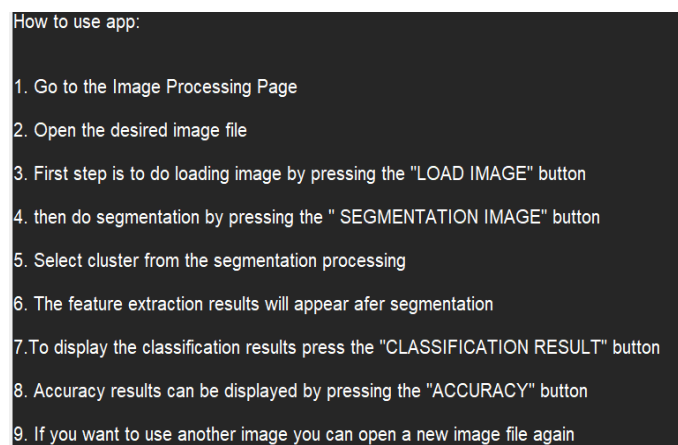 How to use app:
1. Go to the Image Processing Page
2. Open the desired image file
3. First step is to do loading image by pressing the "LOAD IMAGE" button
4. then do segmentation by pressing the " SEGMENTATION IMAGE" button
5. Select cluster from the segmentation processing
6. The feature extraction results will appear afer segmentation
7.To display the classification results press the "CLASSIFICATION RESULT" button
8. Accuracy results can be displayed by pressing the "ACCURACY" button
9. If you want to use another image you can open a new image file again